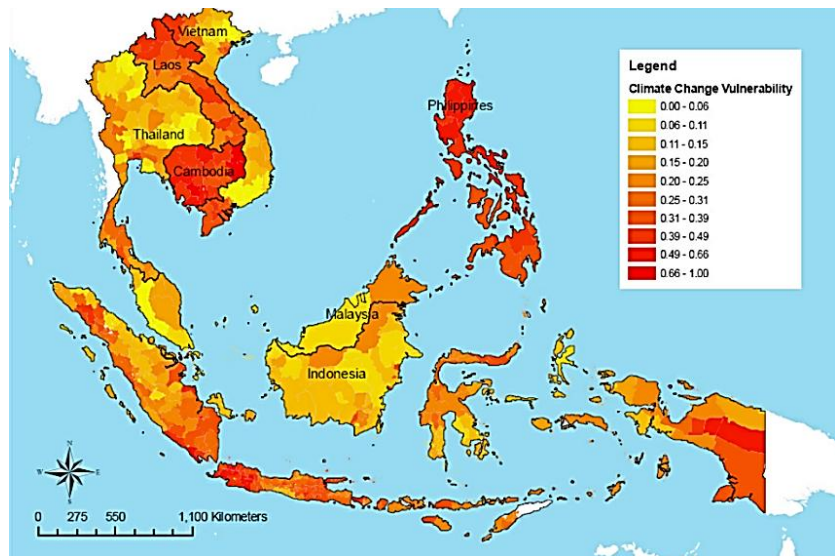 Vietnam
Laos
Thailand
Cambodia
Philippines
Malaysia
Indonesia
Legend
Climate Change Vulnerability
0.00 - 0.06
0.06 - 0.11
0.11 - 0.15
0.15 - 0.20
0.20 - 0.25
0.25 - 0.31
0.31 - 0.39
0.39 - 0.49
0.49 - 0.66
0.66 - 1.00
N
W E
S
0 275 550 1,100 Kilometers